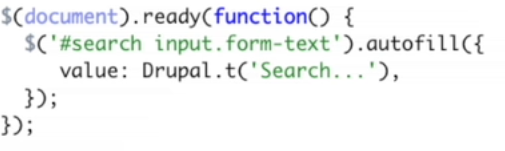 $(document).ready(function() {
  $('#search input.form-text').autofill({
     value: Drupal.t('Search...'),
  });
});